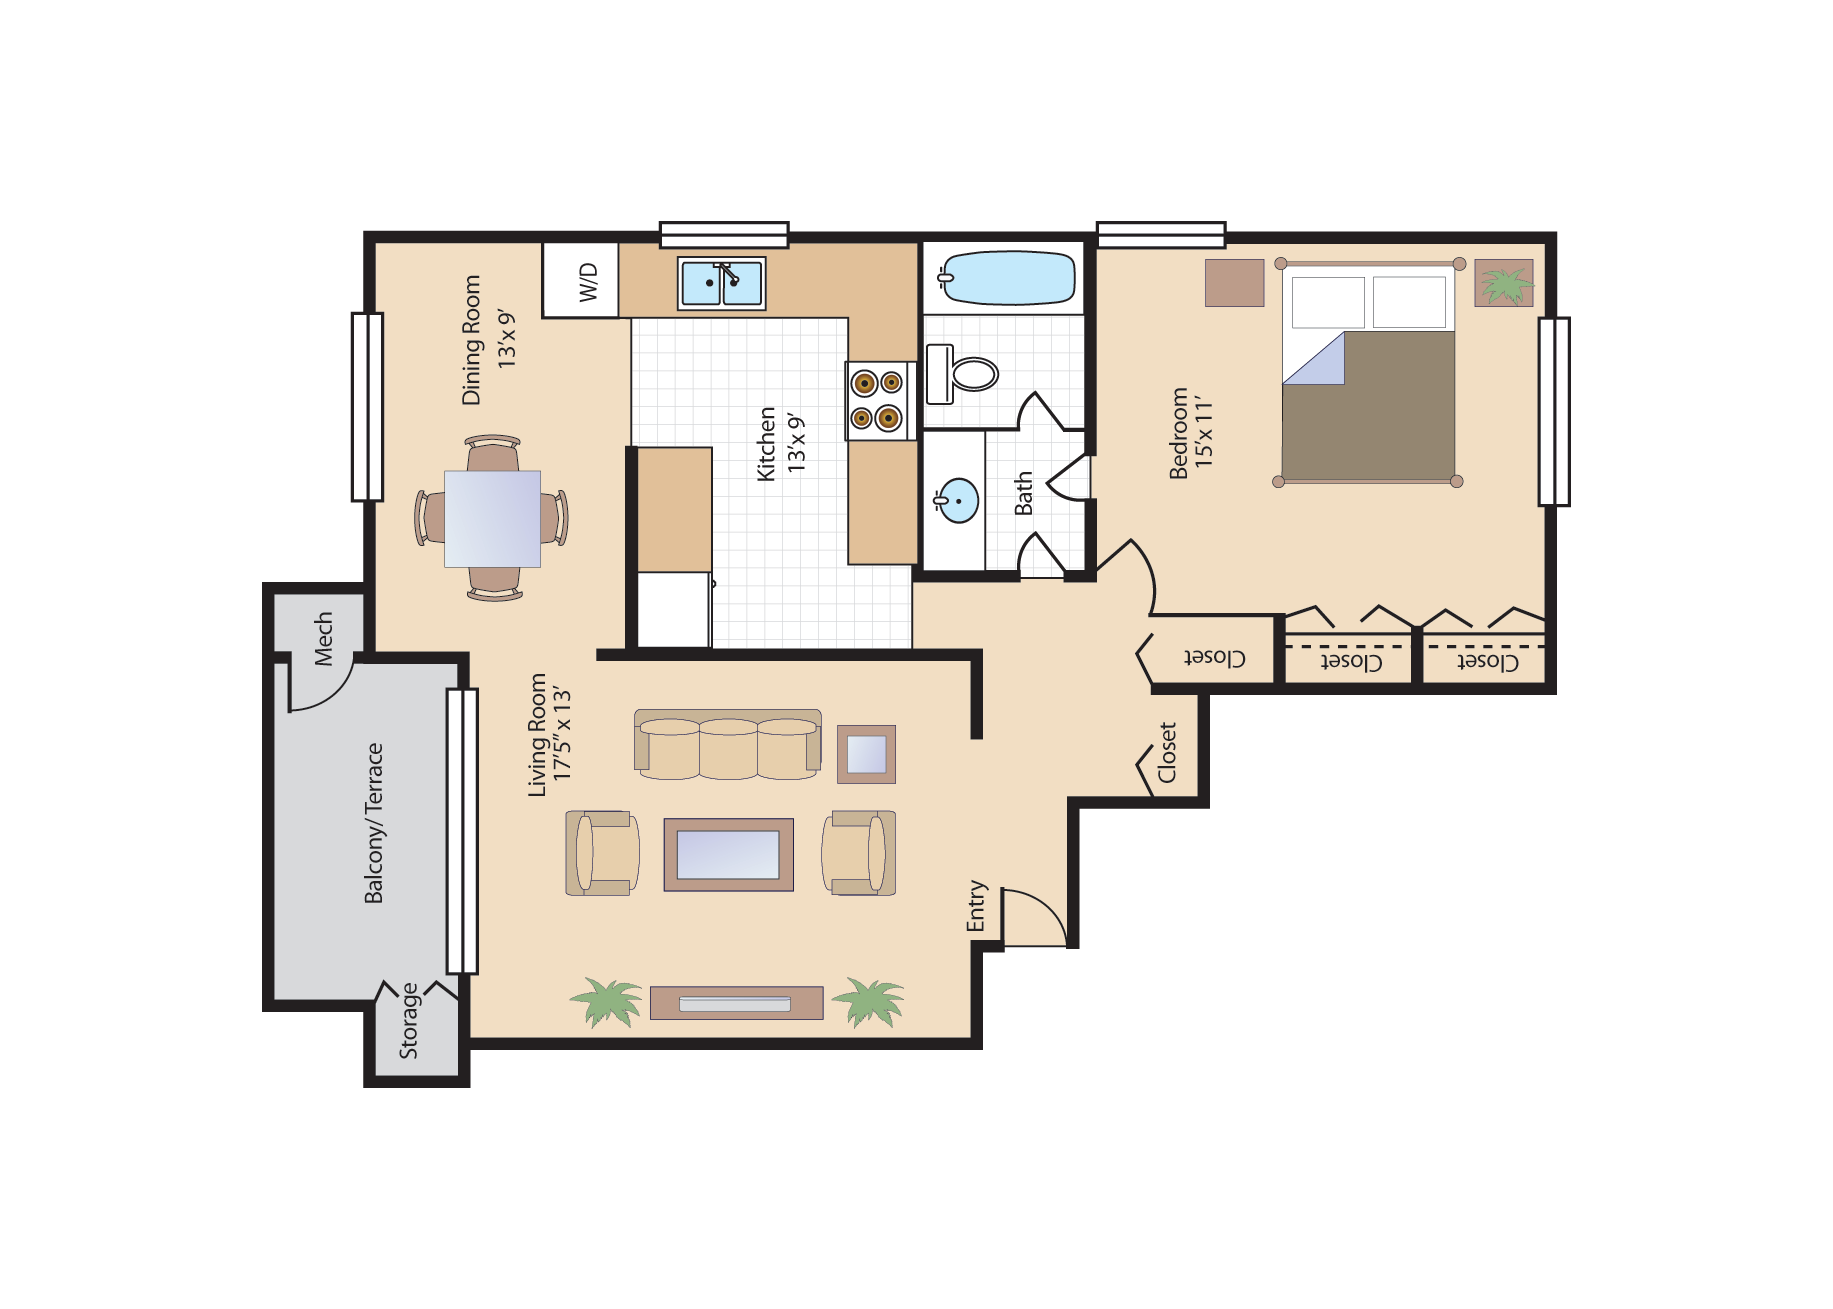 W/D
Dining Room
13’x 9’
Kitchen
13’x 9’
Bath
Bedroom
15’x 11’
Mech
Closet
Closet
Closet
Living Room
17’5” x 13’
Balcony/ Terrace
Closet
Entry
Storage